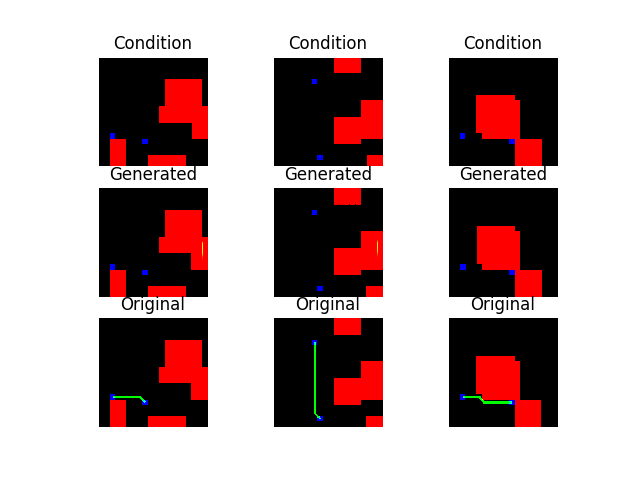 Condition Condition Condition
Generated Generated Generated
Original Original Original